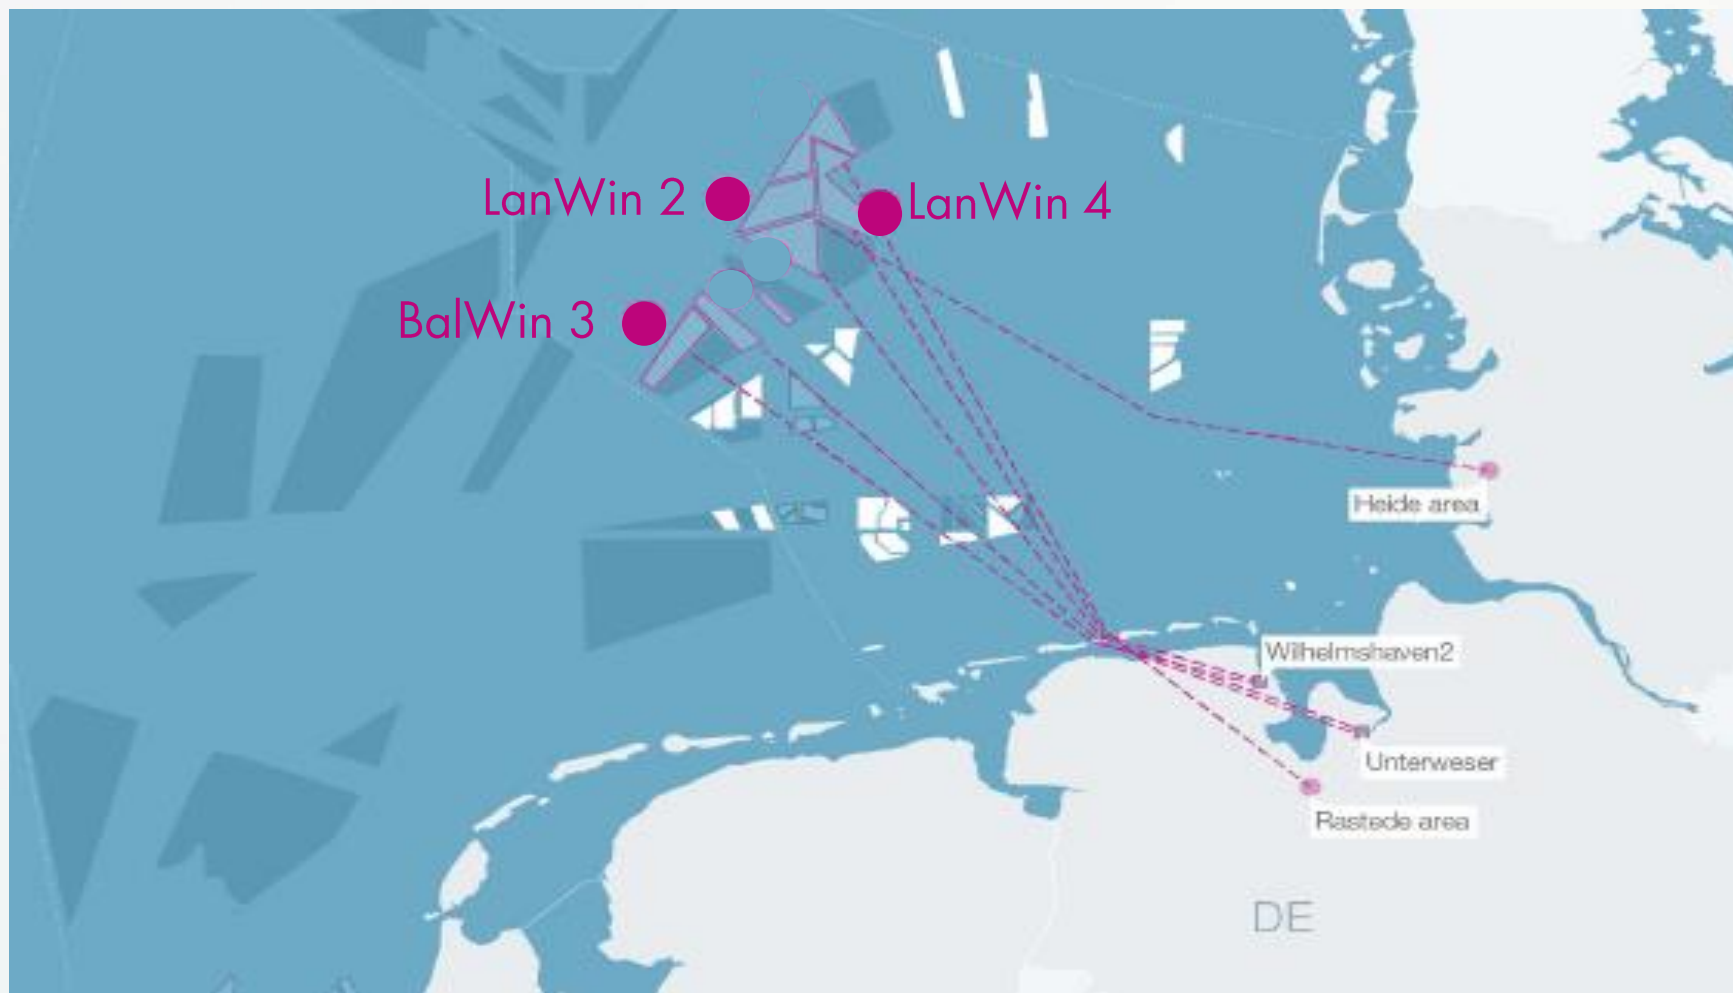 LanWin 2
LanWin 4
BalWin 3
Heide area
Wilhelmshaven2
Unterweser
Rastede area
DE